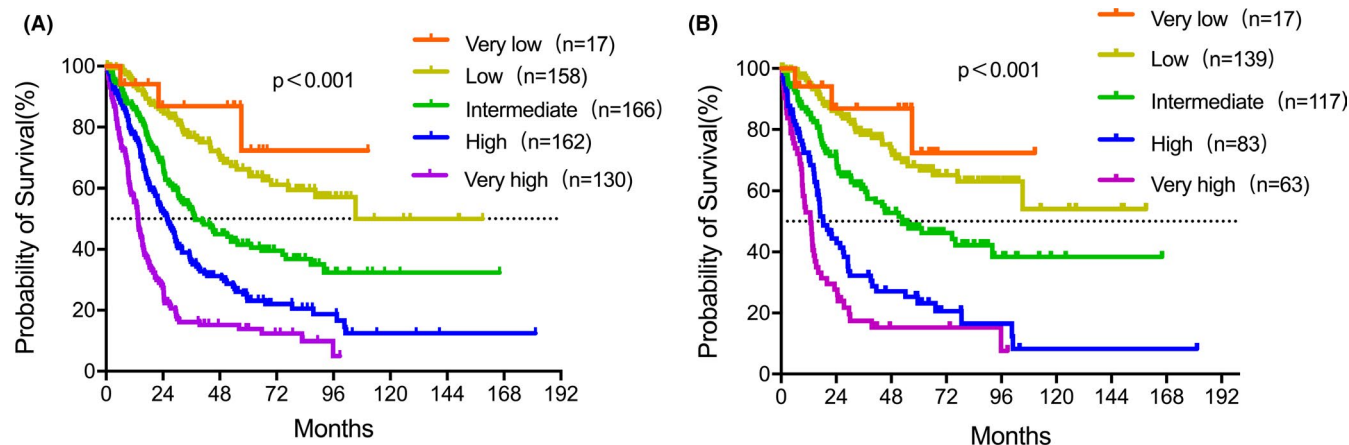 (A)
Very low (n=17)
Low (n=158)
Intermediate (n=166)
High (n=162)
Very high (n=130)
p<0.001
Probability of Survival(%)
100
80
60
40
20
0
0 24 48 72 96 120 144 168 192
Months
(B)
Very low (n=17)
Low (n=139)
Intermediate (n=117)
High (n=83)
Very high (n=63)
p<0.001
Probability of Survival(%)
100
80
60
40
20
0
0 24 48 72 96 120 144 168 192
Months